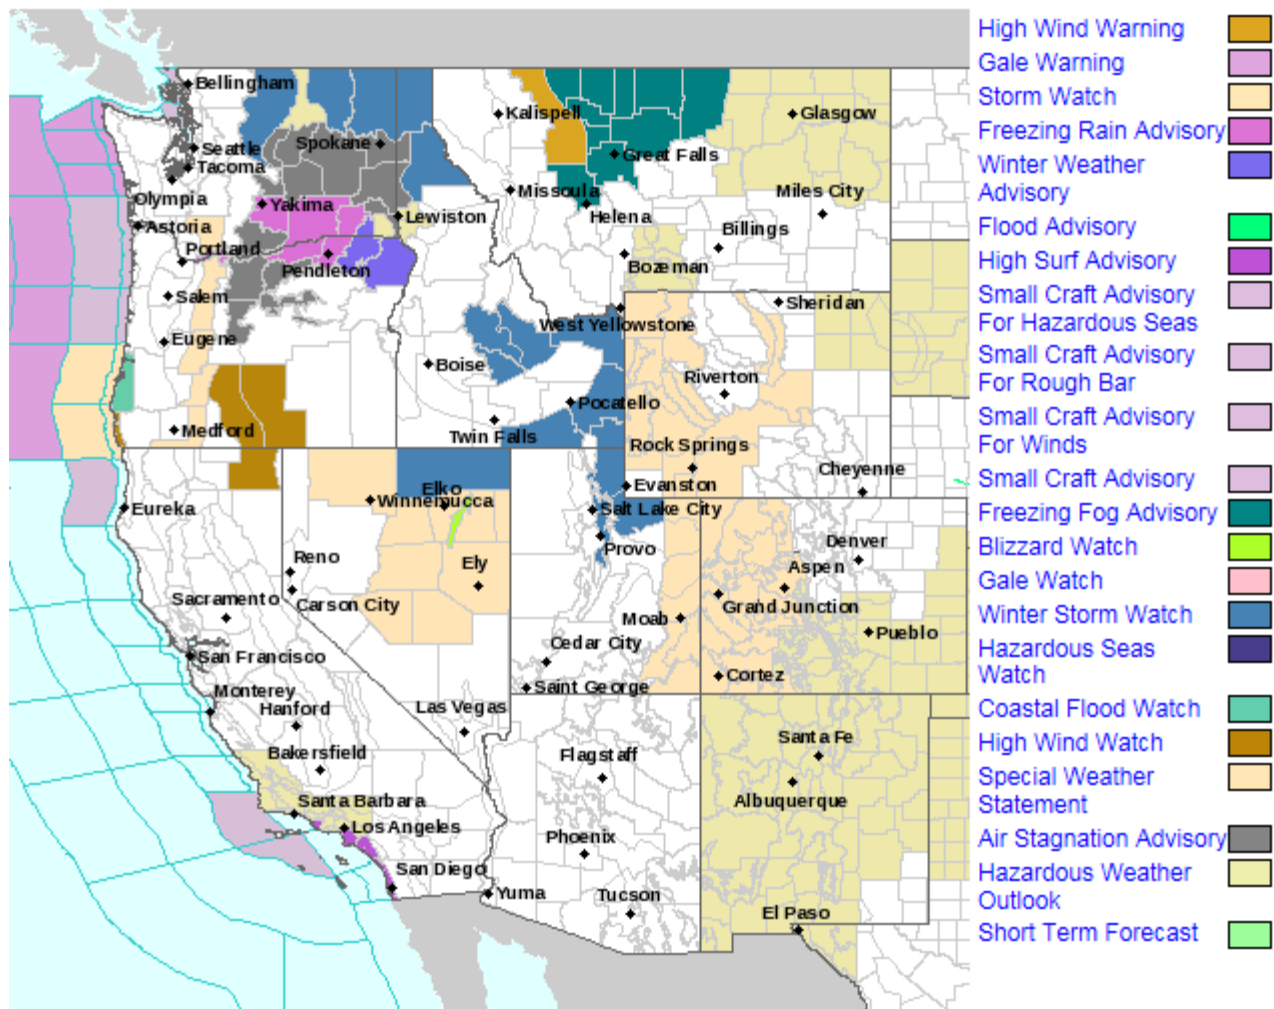 Bellingham
Seattle
Tacoma
Olympia
Astoria
Portland
Salem
Eugene
Medford
Spokane
Yakima
Pendleton
Lewiston
Kalispell
Missoula
Great Falls
Helena
Glasgow
Miles City
Billings
Bozeman
West Yellowstone
Sheridan
Boise
Pocatello
Twin Falls
Riverton
Rock Springs
Cheyenne
Evanston
Eureka
Winnemucca
Elko
Salt Lake City
Provo
Reno
Carson City
Ely
Sacramento
San Francisco
Monterey
Hanford
Bakersfield
Las Vegas
Cedar City
Saint George
Moab
Denver
Aspen
Grand Junction
Pueblo
Cortez
Santa Barbara
Los Angeles
San Diego
Yuma
Flagstaff
Phoenix
Tucson
Santa Fe
Albuquerque
El Paso
High Wind Warning
Gale Warning
Storm Watch
Freezing Rain Advisory
Winter Weather
Advisory
Flood Advisory
High Surf Advisory
Small Craft Advisory
For Hazardous Seas
Small Craft Advisory
For Rough Bar
Small Craft Advisory
For Winds
Small Craft Advisory
Freezing Fog Advisory
Blizzard Watch
Gale Watch
Winter Storm Watch
Hazardous Seas
Watch
Coastal Flood Watch
High Wind Watch
Special Weather
Statement
Air Stagnation Advisory
Hazardous Weather
Outlook
Short Term Forecast